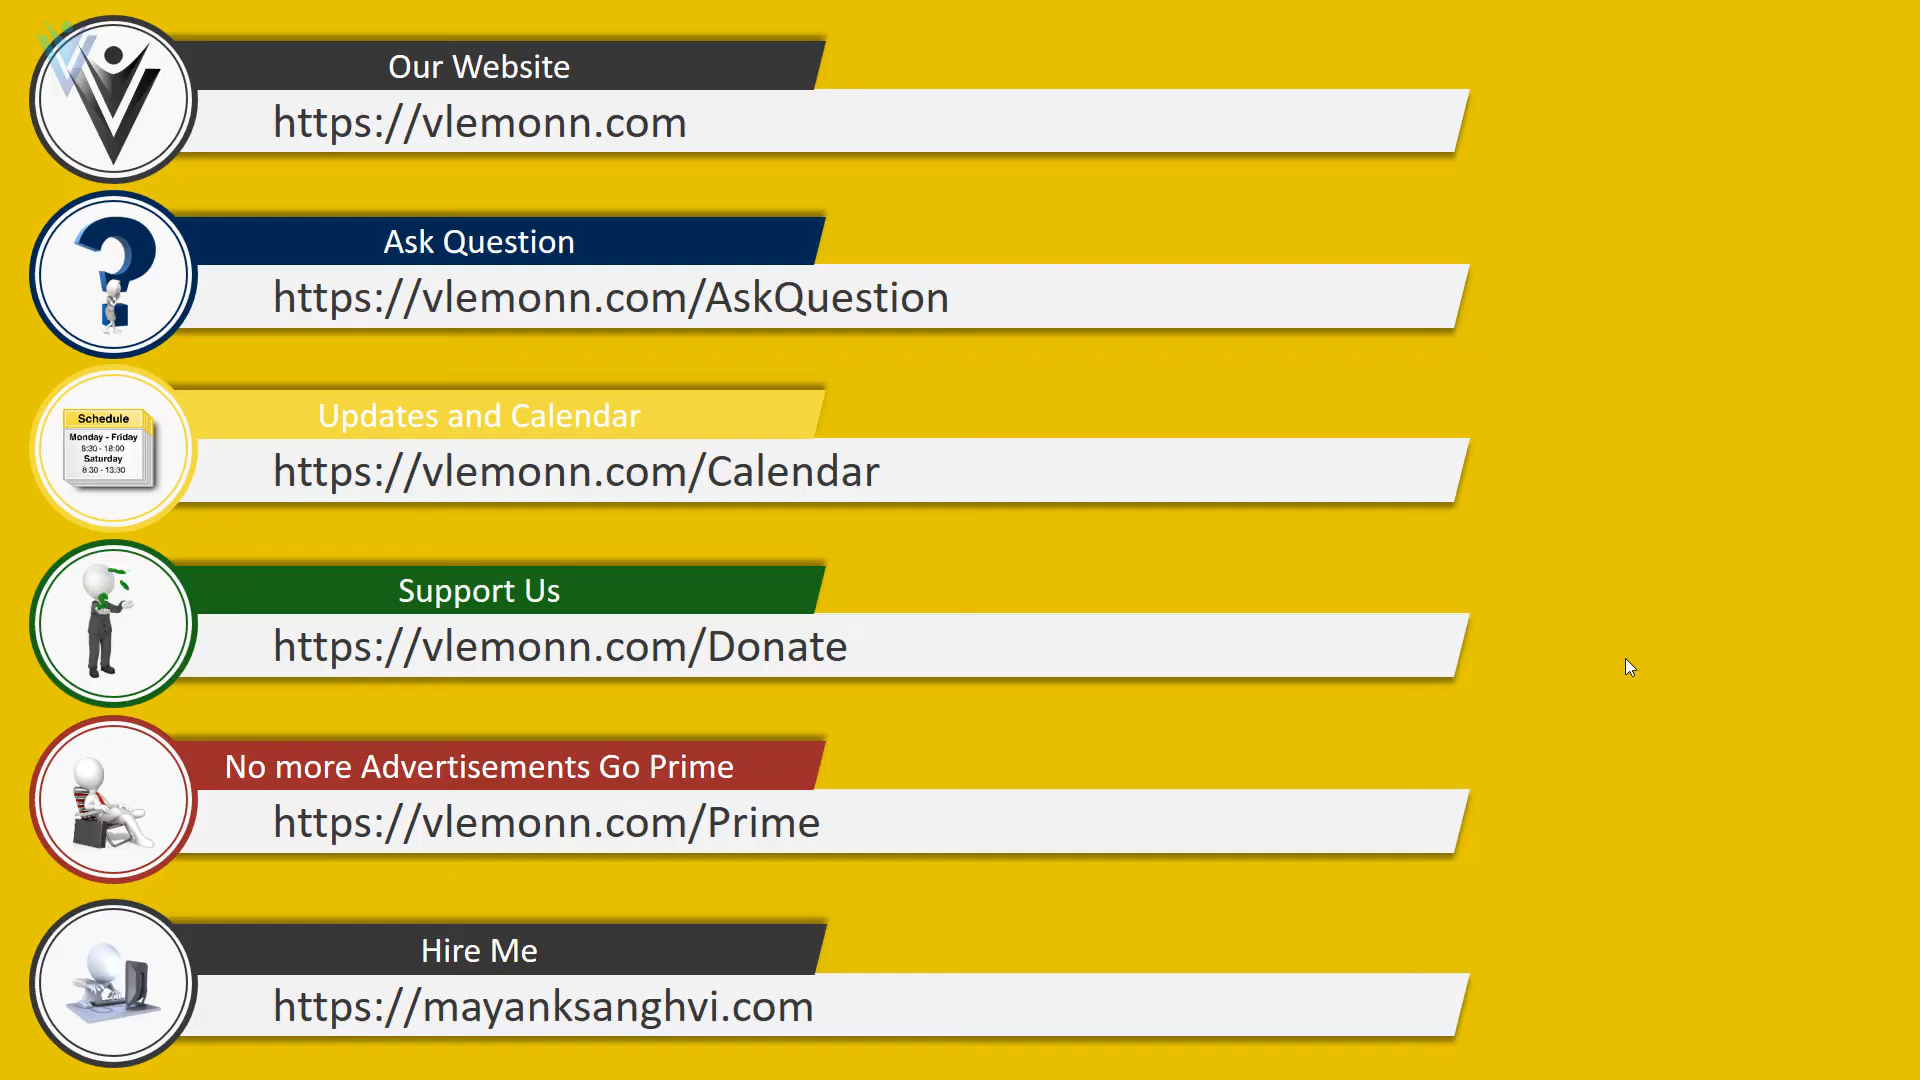 Our Website
https://vlemonn.com
Ask Question
https://vlemonn.com/AskQuestion
Updates and Calendar
https://vlemonn.com/Calendar
Schedule
Monday - Friday
8:30 - 18:00
Saturday
8:30 - 13:30
Support Us
https://vlemonn.com/Donate
No more Advertisements Go Prime
https://vlemonn.com/Prime
Hire Me
https://mayanksanghvi.com